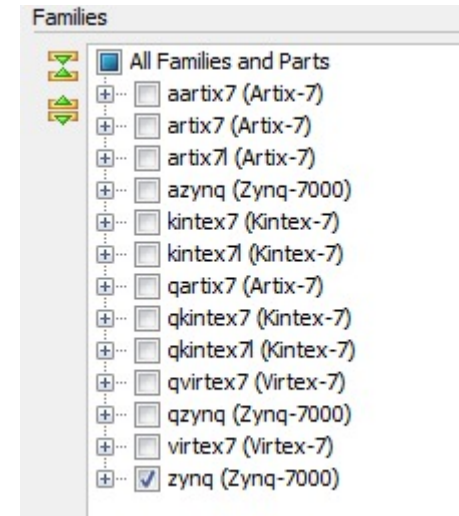 Families
All Families and Parts
aartix7 (Artix-7)
artix7 (Artix-7)
artix7l (Artix-7)
azynq (Zynq-7000)
kintex7 (Kintex-7)
kintex7l (Kintex-7)
qartix7 (Artix-7)
qkintex7 (Kintex-7)
qkintex7l (Kintex-7)
qvirtex7 (Virtex-7)
qzynq (Zynq-7000)
virtex7 (Virtex-7)
zynq (Zynq-7000)